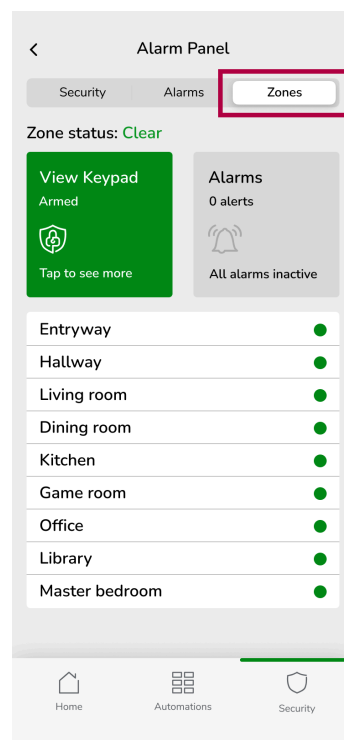 Alarm Panel
Security Alarms Zones
Zone status: Clear
View Keypad
Armed
Tap to see more
Alarms
0 alerts
All alarms inactive
Entryway
Hallway
Living room
Dining room
Kitchen
Game room
Office
Library
Master bedroom
Home Automations Security